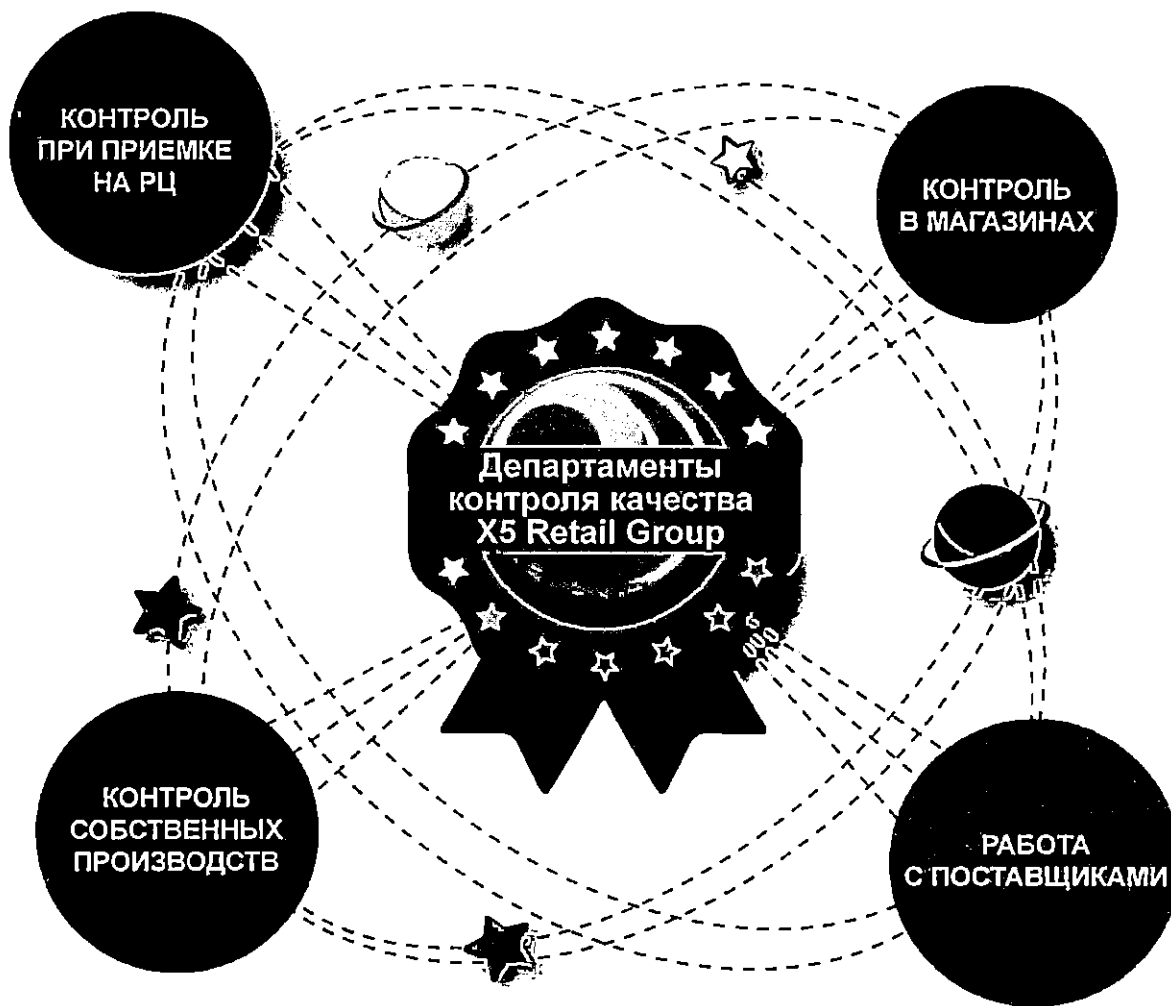 КОНТРОЛЬ
ПРИ ПРИЕМКЕ
НА РЦ
КОНТРОЛЬ
В МАГАЗИНАХ
Департаменты
контроля качества
X5 Retail Group
КОНТРОЛЬ
СОБСТВЕННЫХ
ПРОИЗВОДСТВ
РАБОТА
С ПОСТАВЩИКАМИ